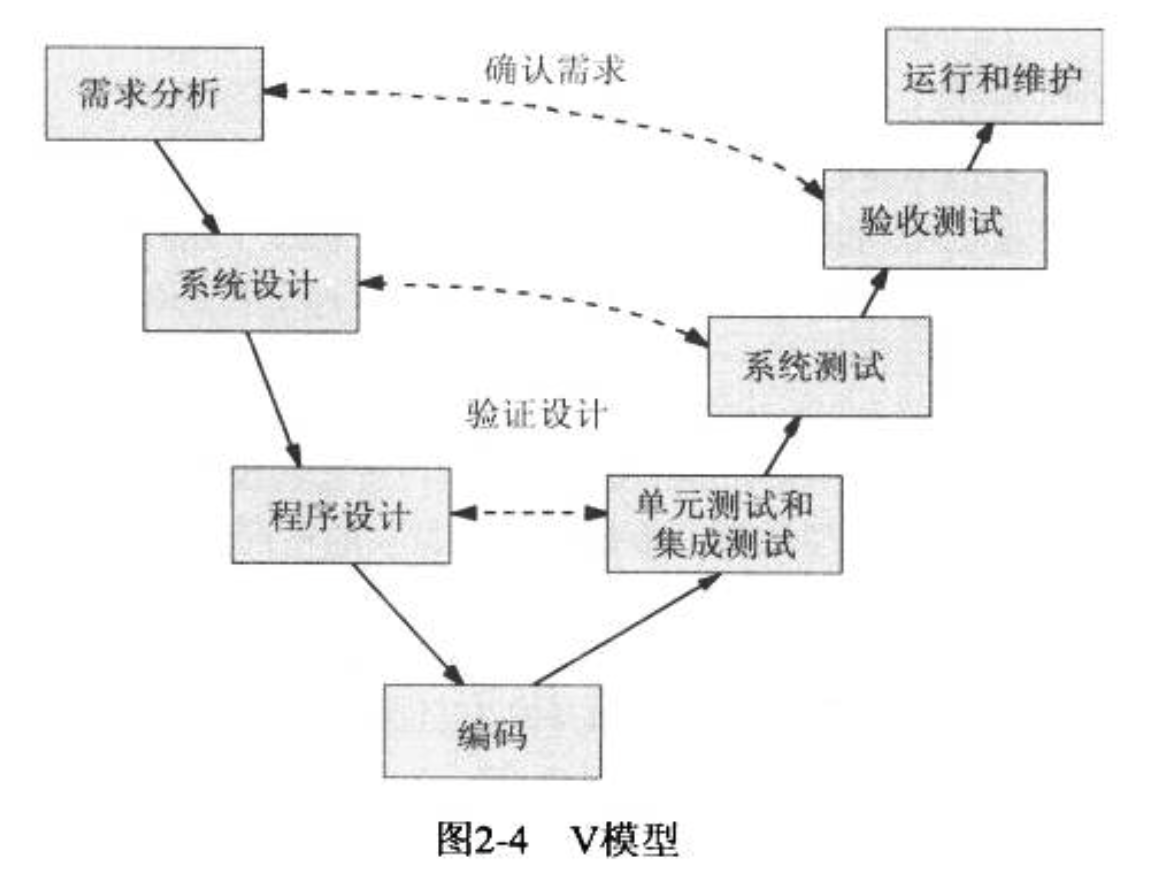 确认需求
运行和维护
需求分析
验收测试
系统设计
系统测试
验证设计
程序设计
单元测试和
集成测试
编码
图2-4 V模型